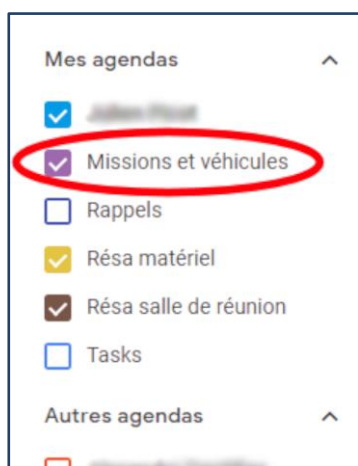 Mes agendas
Missions et véhicules
Rappels
Résa matériel
Résa salle de réunion
Tasks
Autres agendas